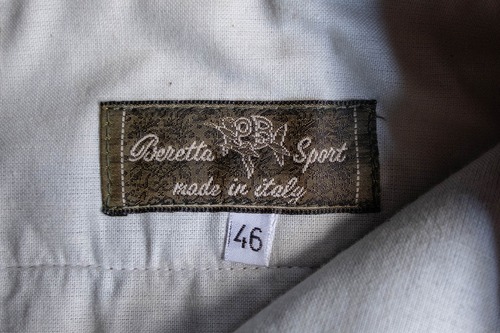 Beretta Sport
made in italy
46